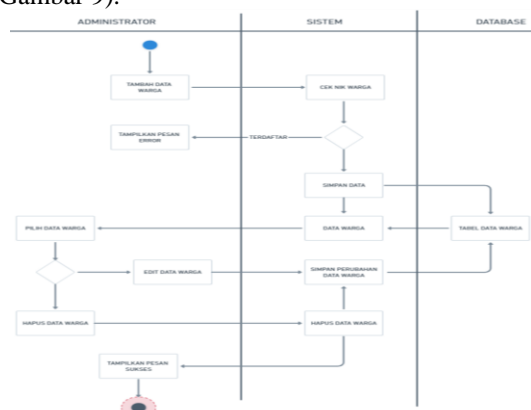 Gambar 9).
ADMINISTRATOR
SISTEM
DATABASE
TAMBAH DATA
WARGA
CEK NIK WARGA
TAMPILKAN PESAN
ERROR
TERDAFTAR
SIMPAN DATA
PILIH DATA WARGA
DATA WARGA
TABEL DATA WARGA
EDIT DATA WARGA
SIMPAN PERUBAHAN
DATA WARGA
HAPUS DATA WARGA
HAPUS DATA WARGA
TAMPILKAN PESAN
SUKSES